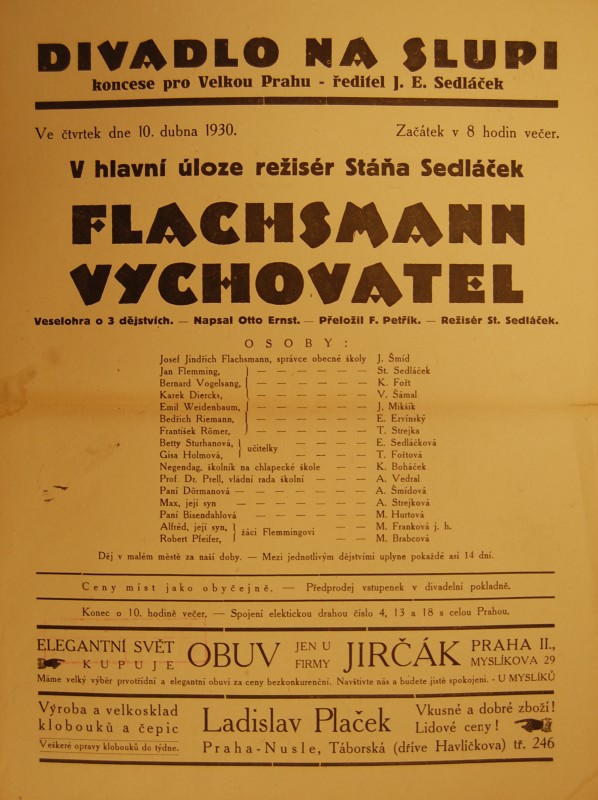 DIVADLO NA SLUPI
koncese pro Velkou Prahu - ředitel J. E. Sedláček
Ve čtvrtek dne 10. dubna 1930. Začátek v 8 hodin večer.
V hlavní úloze režisér Stáňa Sedláček
FLACHSMANN
VYCHOVATEL
Veselohra o 3 dějstvích. — Napsal Otto Ernst. — Přeložil F. Petřík. — Režisér St. Sedláček.
OSOBY:
Josef Jindřich Flachsmann, správce obecné školy J. Šmíd
Jan Flemming, — — — — — St. Sedláček
Bernard Vogelsang, — — — — — K. Fořt
Karek Diercks, — — — — — V. Šámal
Emil Weidenbaum, — — — — — J. Mikšík
Bedřich Riemann, — — — — — E. Ervínský
František Römer, — — — — — T. Strejka
Betty Sturhanová, — — — E. Sedláčková
učitelky
Gisa Holmová, — — — T. Fořtová
Negendag, školník na chlapecké škole — — K. Boháček
Prof. Dr. Prell, vládní rada školní — — A. Vedral
Paní Dörmanová — — — — — — A. Šmídová
Max, její syn — — — — — — A. Strejková
Paní Bisendahlová — — — — — M. Hurtová
Alfréd, její syn, — — M. Franková j. h.
žáci Flemmingovi
Robert Pfeifer, — — M. Brabcová
Děj v malém městě za naší doby. — Mezi jednotlivým dějstvími uplyne pokaždé asi 14 dní.
Ceny míst jako obyčejně. — Předprodej vstupenek v divadelní pokladně.
Konec o 10. hodině večer. — Spojení elektickou drahou číslo 4, 13 a 18 s celou Prahou.
ELEGANTNÍ SVĚT
KUPUJE
OBUV
JEN U
FIRMY
JIRČÁK
PRAHA II.,
MYSLÍKOVA 29
Máme velký výběr prvotřídní a elegantní obuvi za ceny bezkonkurenční. Navštivte nás a budete jistě spokojeni. - U MYSLÍKŮ
Výroba a velkosklad
klobouků a čepic
Veškeré opravy klobouků do týdne.
Ladislav Plaček
Vkusné a dobré zboží!
Lidové ceny!
Praha-Nusle, Táborská (dříve Havlíčkova) tř. 246